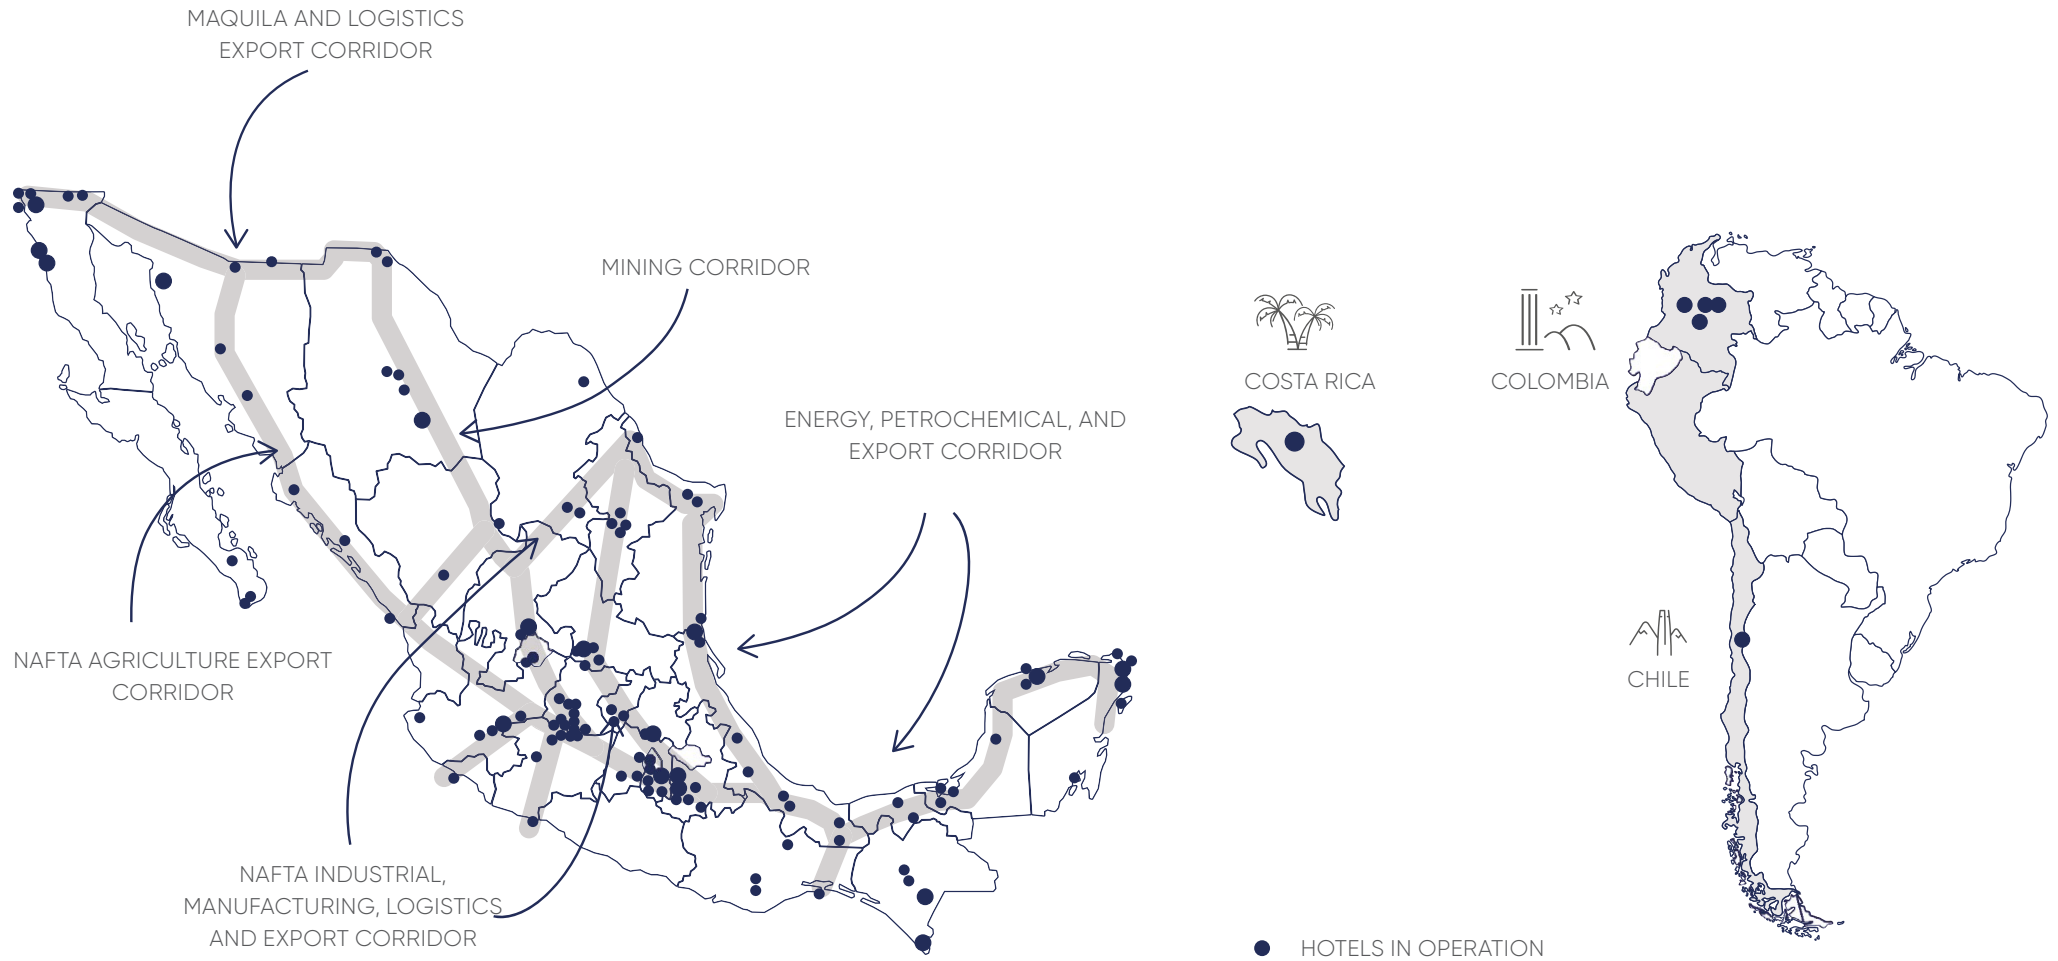 MAQUILA AND LOGISTICS
EXPORT CORRIDOR
MINING CORRIDOR
ENERGY, PETROCHEMICAL, AND
EXPORT CORRIDOR
NAFTA AGRICULTURE EXPORT
CORRIDOR
NAFTA INDUSTRIAL,
MANUFACTURING, LOGISTICS
AND EXPORT CORRIDOR
COSTA RICA
COLOMBIA
CHILE
HOTELS IN OPERATION